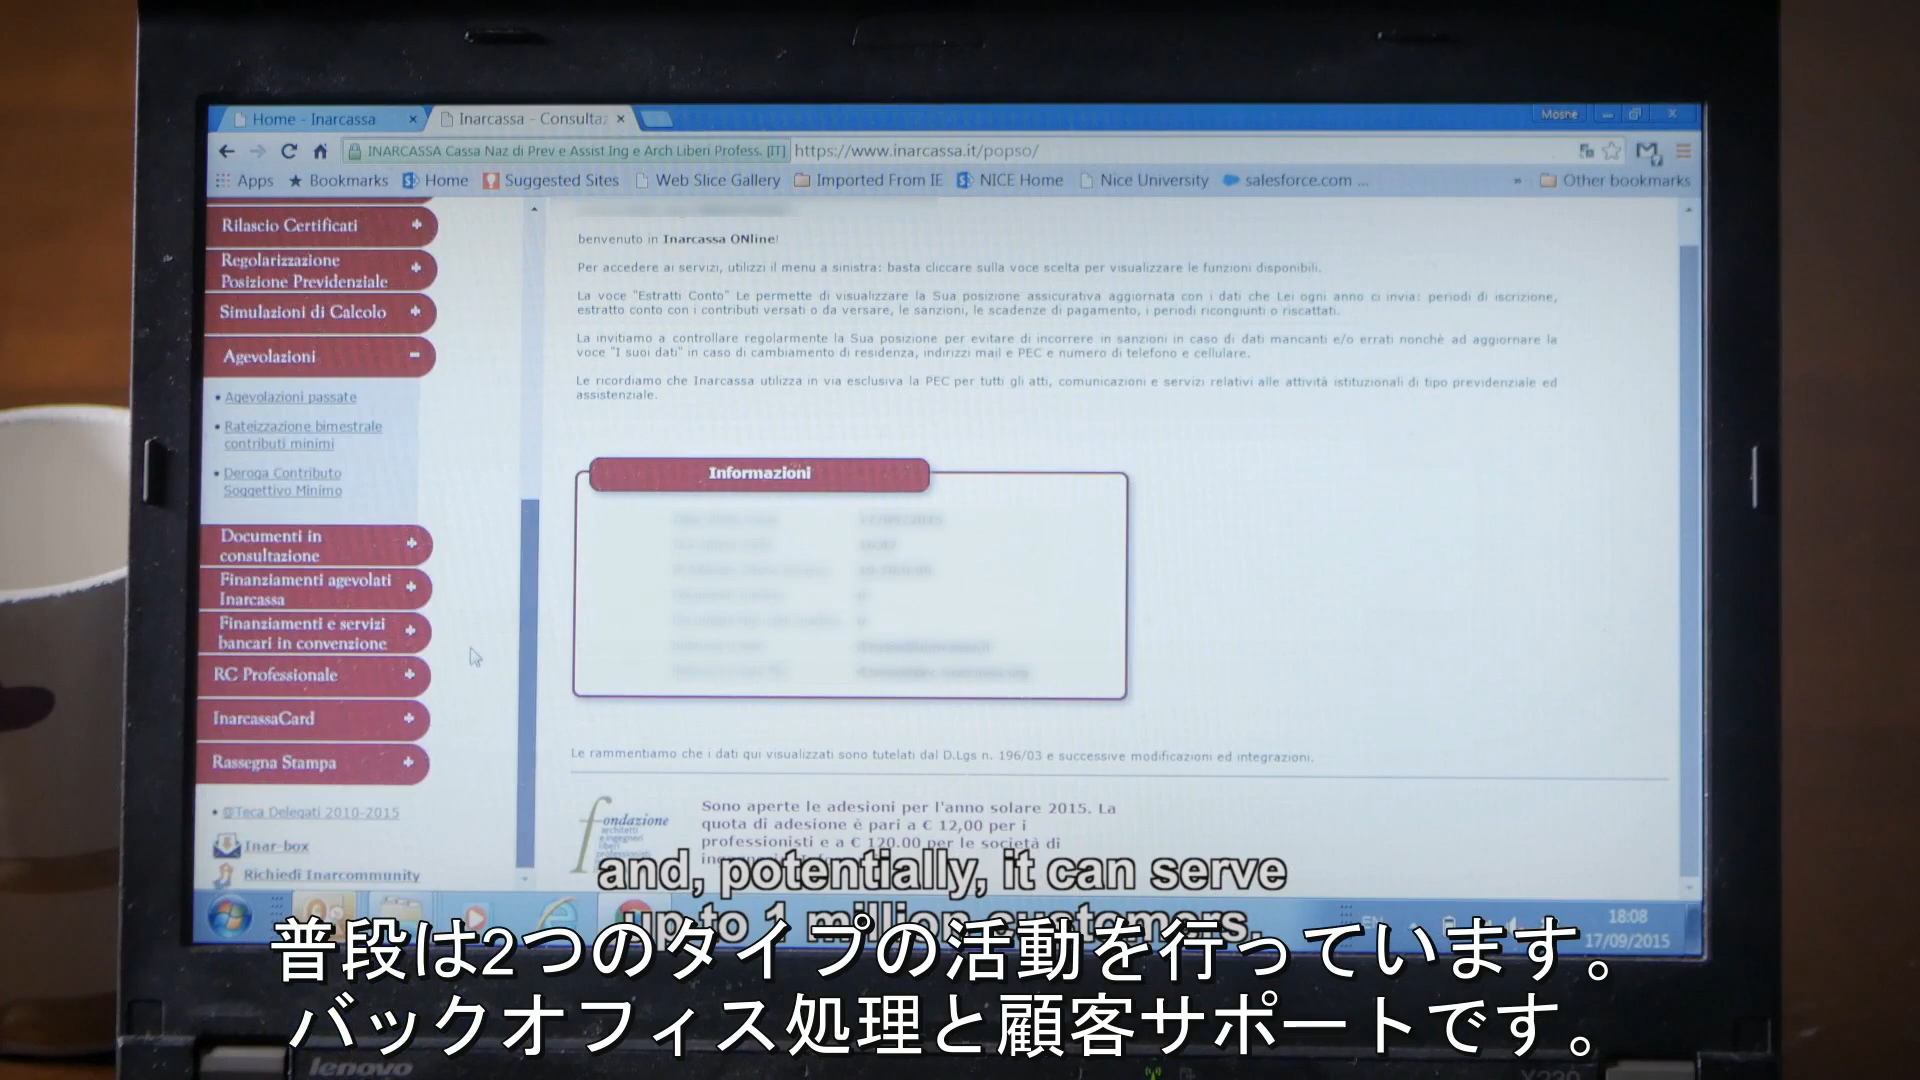 Home - Inarcassa
Inarcassa - Consultaz
Moshe
INARCASSA Cassa Naz di Prev e Assist Ing e Arch Liberi Profess. [IT]
https://www.inarcassa.it/popso/
Apps
Bookmarks
Home
Suggested Sites
Web Slice Gallery
Imported From IE
NICE Home
Nice University
salesforce.com ...
»
Other bookmarks
Rilascio Certificati +
Regolarizzazione
Posizione Previdenziale +
Simulazioni di Calcolo +
Agevolazioni -
• Agevolazioni passate
• Rateizzazione bimestrale
contributi minimi
• Deroga Contributo
Soggettivo Minimo
Documenti in
consultazione +
Finanziamenti agevolati
Inarcassa +
Finanziamenti e servizi
bancari in convenzione +
RC Professionale +
InarcassaCard +
Rassegna Stampa +
• @Teca Delegati 2010-2015
Inar-box
Richiedi Inarcommunity
benvenuto in Inarcassa ONline!
Per accedere ai servizi, utilizzi il menu a sinistra: basta cliccare sulla voce scelta per visualizzare le funzioni disponibili.
La voce "Estratti Conto" Le permette di visualizzare la Sua posizione assicurativa aggiornata con i dati che Lei ogni anno ci invia: periodi di iscrizione,
estratto conto con i contributi versati o da versare, le sanzioni, le scadenze di pagamento, i periodi ricongiunti o riscattati.
La invitiamo a controllare regolarmente la Sua posizione per evitare di incorrere in sanzioni in caso di dati mancanti e/o errati nonchè ad aggiornare la
voce "I suoi dati" in caso di cambiamento di residenza, indirizzi mail e PEC e numero di telefono e cellulare.
Le ricordiamo che Inarcassa utilizza in via esclusiva la PEC per tutti gli atti, comunicazioni e servizi relativi alle attività istituzionali di tipo previdenziale ed
assistenziale.
Informazioni
Le rammentiamo che i dati qui visualizzati sono tutelati dal D.Lgs n. 196/03 e successive modificazioni ed integrazioni.
fondazione
architetti
e ingegneri
liberi
Sono aperte le adesioni per l'anno solare 2015. La
quota di adesione è pari a € 12,00 per i
professionisti e a € 120.00 per le società di
and, potentially, it can serve
up to 1 million customers.
EN
18:08
17/09/2015
普段は2つのタイプの活動を行っています。
バックオフィス処理と顧客サポートです。
lenovo
X230